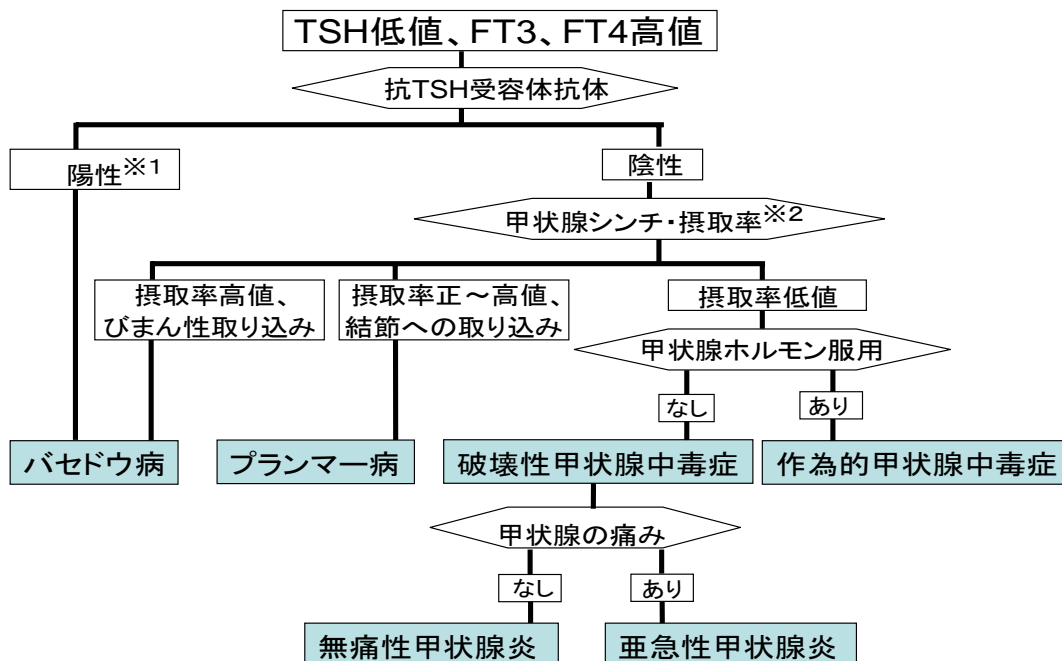 TSH低値、FT3、FT4高値
抗TSH受容体抗体
陽性※1
陰性
甲状腺シンチ・摂取率※2
摂取率高値、
びまん性取り込み
摂取率正～高値、
結節への取り込み
摂取率低値
甲状腺ホルモン服用
なし
あり
バセドウ病
プランマー病
破壊性甲状腺中毒症
作為的甲状腺中毒症
甲状腺の痛み
なし
あり
無痛性甲状腺炎
亜急性甲状腺炎